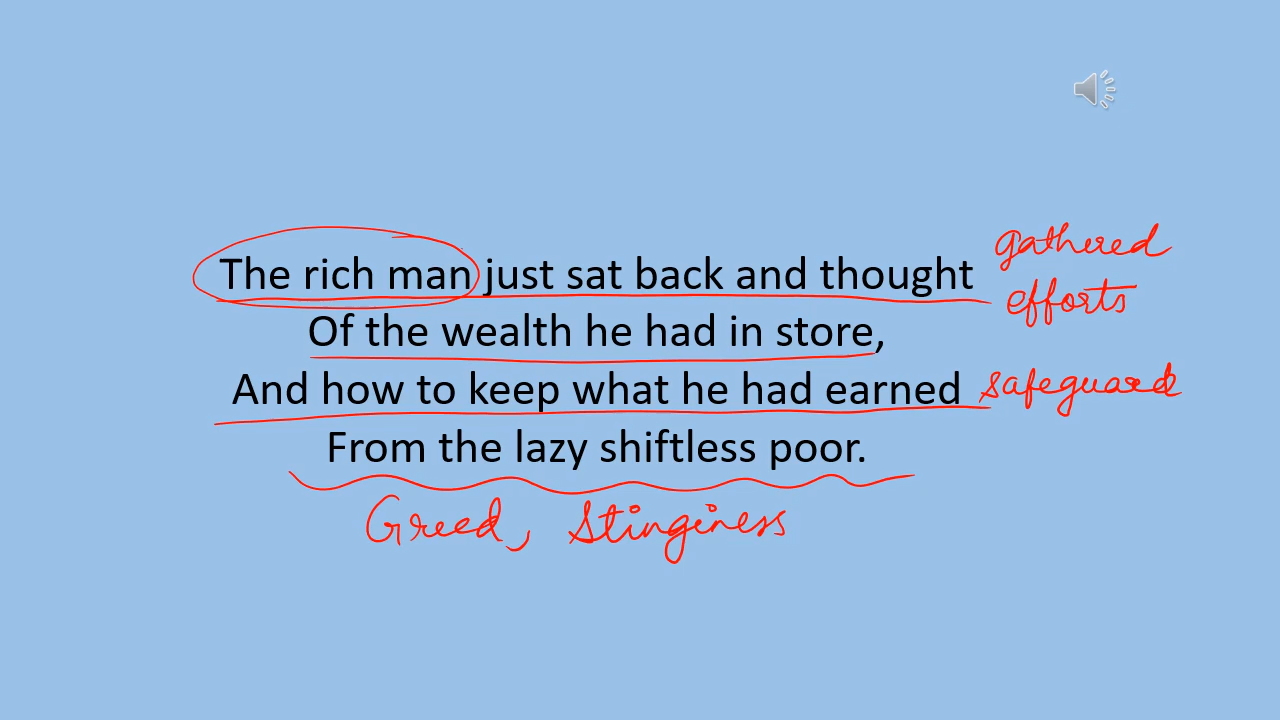 The rich man just sat back and thought gathered
efforts
Of the wealth he had in store,
And how to keep what he had earned safeguard
From the lazy shiftless poor.
Greed, Stinginess